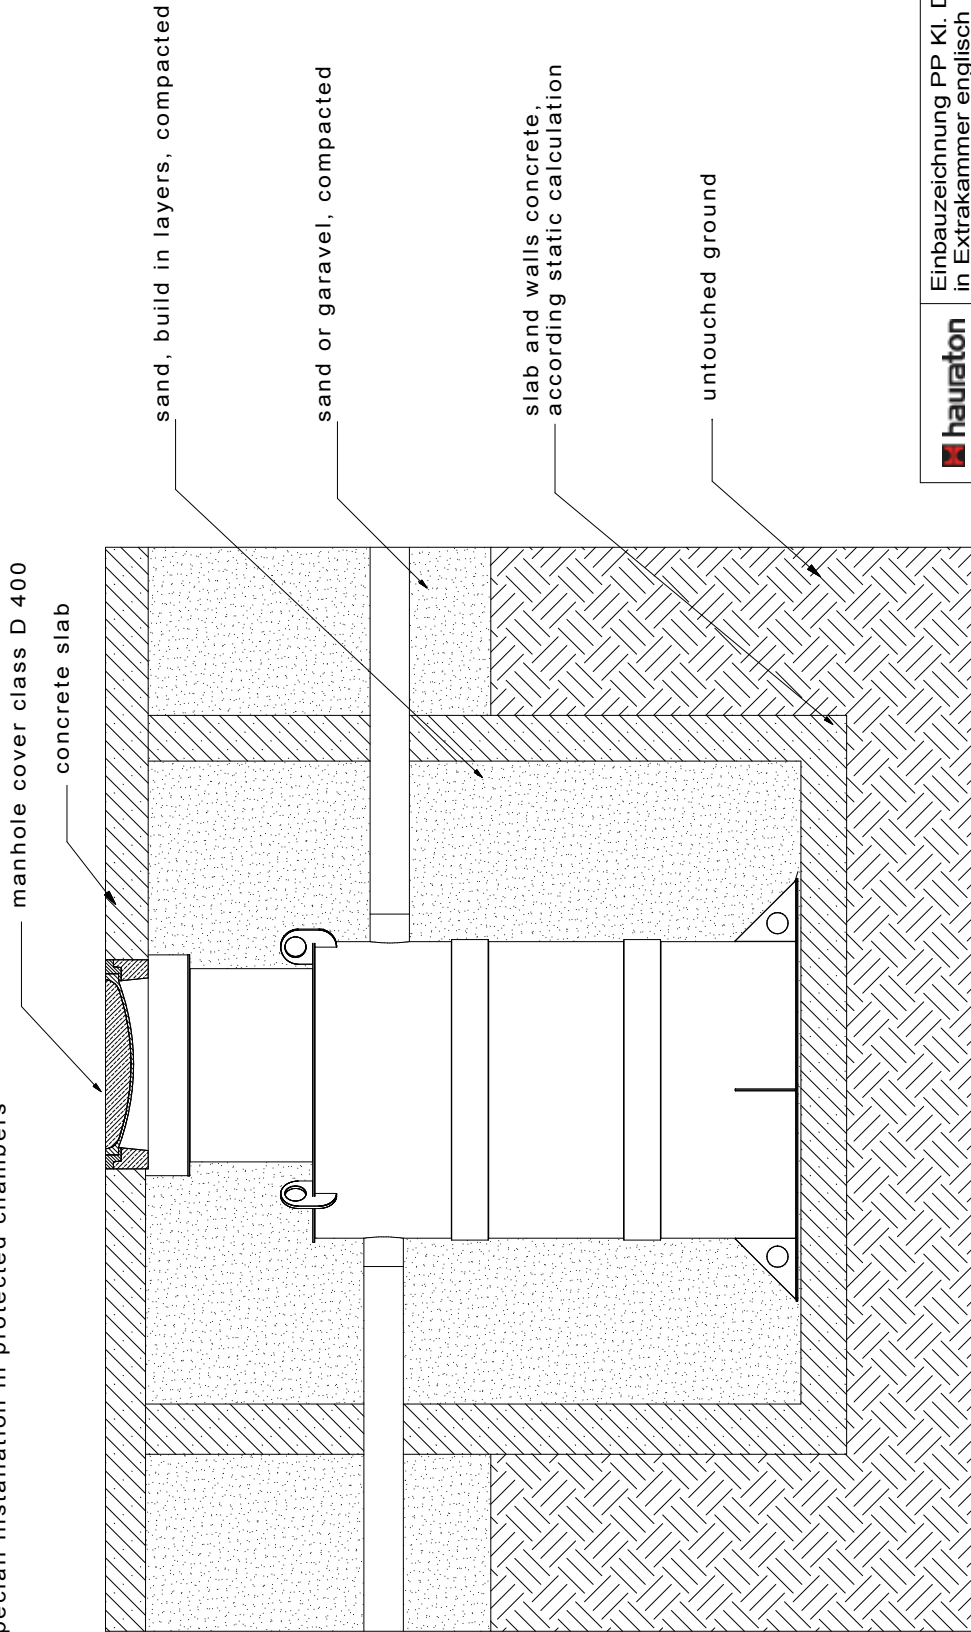 installation in protected chambers
manhole cover class D 400
concrete slab
sand, build in layers, compacted
sand or garavel, compacted
slab and walls concrete,
according static calculation
untouched ground
hauraton
Einbauzeichnung PP Kl. D
in Extrakammer englisch